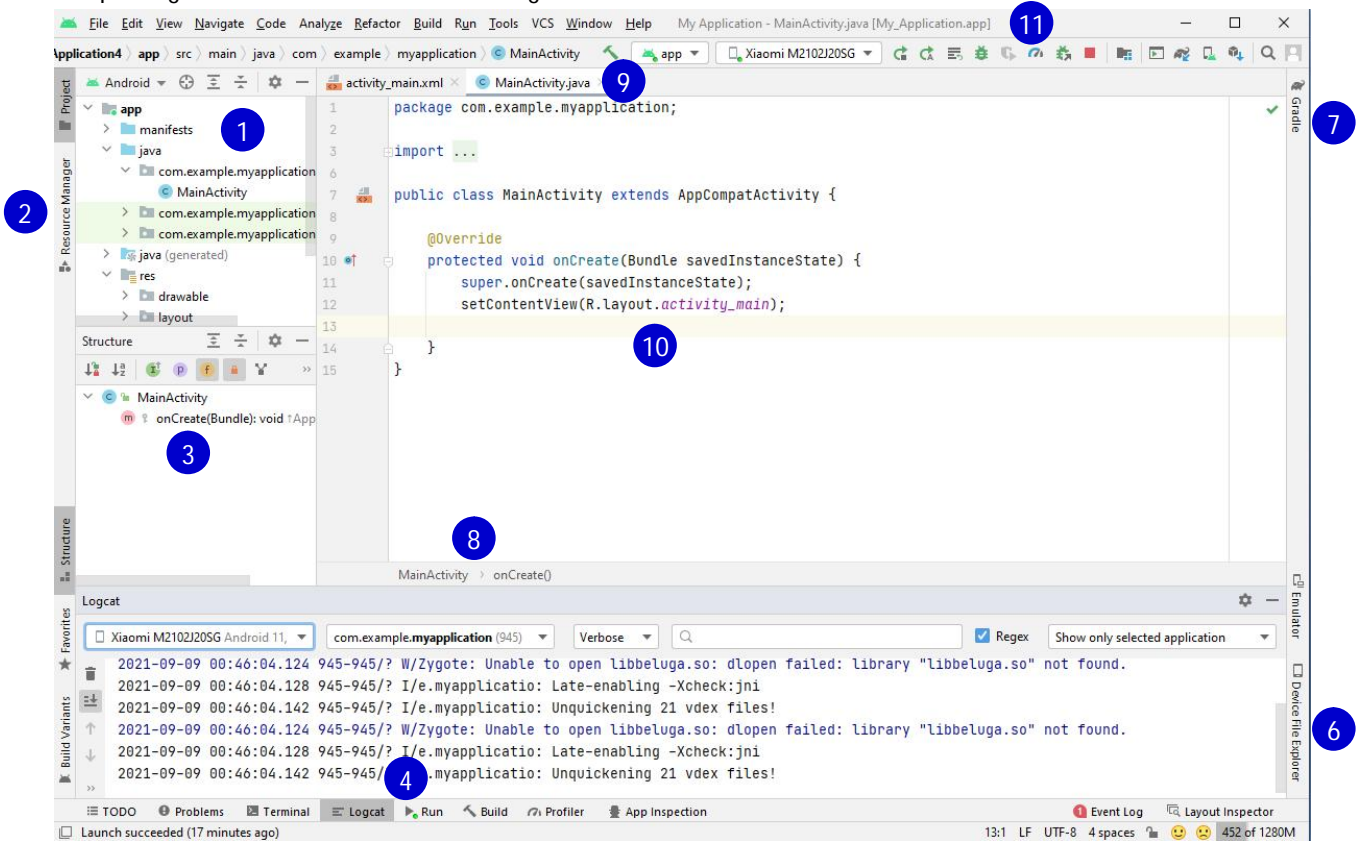 File Edit View Navigate Code Analyze Refactor Build Run Tools VCS Window Help My Application - MainActivity.java [My_Application.app] 11
Application4 〉 app 〉 src 〉 main 〉 java 〉 com 〉 example 〉 myapplication 〉 C MainActivity app Xiaomi M2102J20SG
Project
Resource Manager
Structure
Favorites
Build Variants
Android
app
manifests
1
java
com.example.myapplication
C MainActivity
com.example.myapplication
com.example.myapplication
java (generated)
res
drawable
layout
2
Structure
C MainActivity
m onCreate(Bundle): void ↑App
3
activity_main.xml × C MainActivity.java
9
1 package com.example.myapplication;
2
3 import ...
6
7 public class MainActivity extends AppCompatActivity {
8
9 @Override
10 protected void onCreate(Bundle savedInstanceState) {
11 super.onCreate(savedInstanceState);
12 setContentView(R.layout.activity_main);
13
14 }
15 }
10
8
MainActivity › onCreate()
Gradle
7
Emulator
Device File Explorer
6
Logcat
Xiaomi M2102J20SG Android 11, com.example.myapplication (945) Verbose Regex Show only selected application
2021-09-09 00:46:04.124 945-945/? W/Zygote: Unable to open libbeluga.so: dlopen failed: library "libbeluga.so" not found.
2021-09-09 00:46:04.128 945-945/? I/e.myapplicatio: Late-enabling -Xcheck:jni
2021-09-09 00:46:04.142 945-945/? I/e.myapplicatio: Unquickening 21 vdex files!
2021-09-09 00:46:04.124 945-945/? W/Zygote: Unable to open libbeluga.so: dlopen failed: library "libbeluga.so" not found.
2021-09-09 00:46:04.128 945-945/? I/e.myapplicatio: Late-enabling -Xcheck:jni
2021-09-09 00:46:04.142 945-945/ .myapplicatio: Unquickening 21 vdex files!
4
TODO Problems Terminal Logcat Run Build Profiler App Inspection 1 Event Log Layout Inspector
Launch succeeded (17 minutes ago) 13:1 LF UTF-8 4 spaces 452 of 1280M